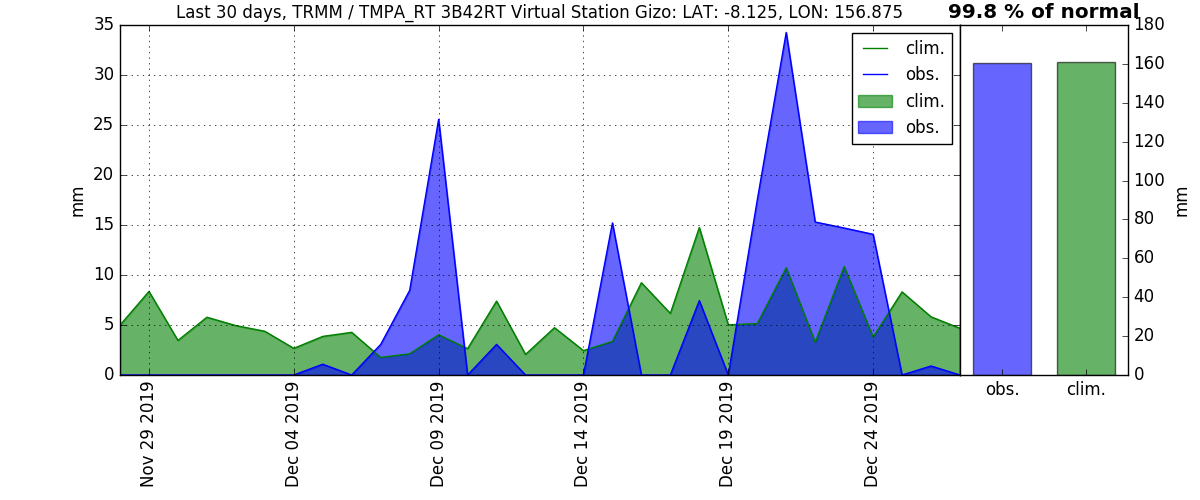 Last 30 days, TRMM / TMPA_RT 3B42RT Virtual Station Gizo: LAT: -8.125, LON: 156.875
99.8 % of normal
35
30
25
20
15
10
5
0
mm
clim.
obs.
clim.
obs.
Nov 29 2019
Dec 04 2019
Dec 09 2019
Dec 14 2019
Dec 19 2019
Dec 24 2019
180
160
140
120
100
80
60
40
20
0
mm
obs.
clim.